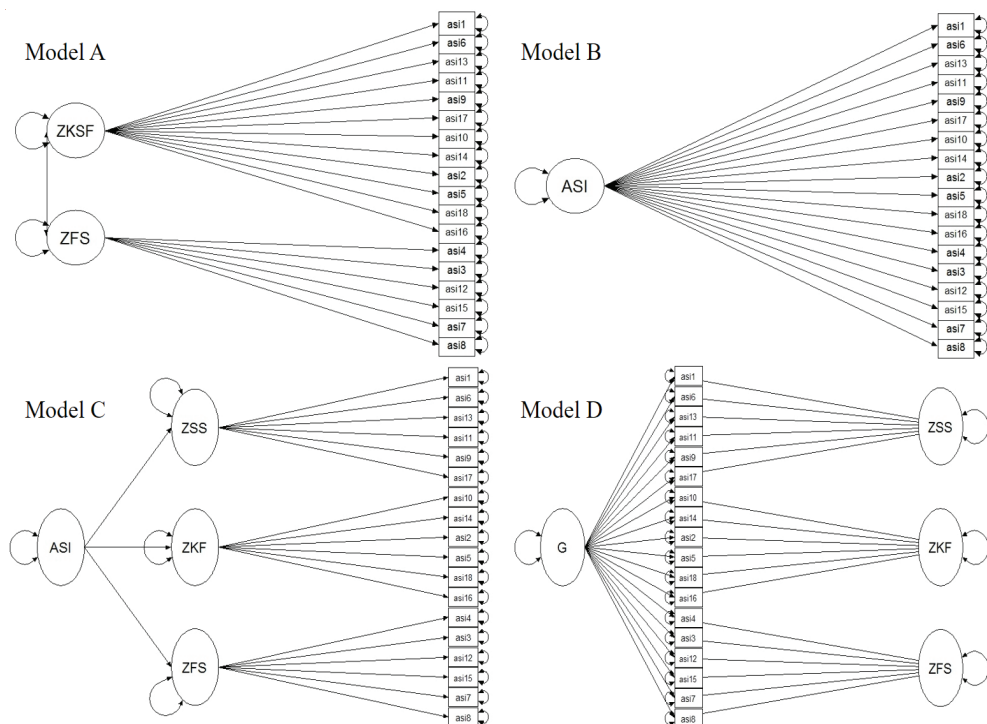 Model A
ZKSF
ZFS
asi1
asi6
asi13
asi11
asi9
asi17
asi10
asi14
asi2
asi5
asi18
asi16
asi4
asi3
asi12
asi15
asi7
asi8
Model B
ASI
asi1
asi6
asi13
asi11
asi9
asi17
asi10
asi14
asi2
asi5
asi18
asi16
asi4
asi3
asi12
asi15
asi7
asi8
Model C
ASI
ZSS
ZKF
ZFS
asi1
asi6
asi13
asi11
asi9
asi17
asi10
asi14
asi2
asi5
asi18
asi16
asi4
asi3
asi12
asi15
asi7
asi8
Model D
G
asi1
asi6
asi13
asi11
asi9
asi17
asi10
asi14
asi2
asi5
asi18
asi16
asi4
asi3
asi12
asi15
asi7
asi8
ZSS
ZKF
ZFS